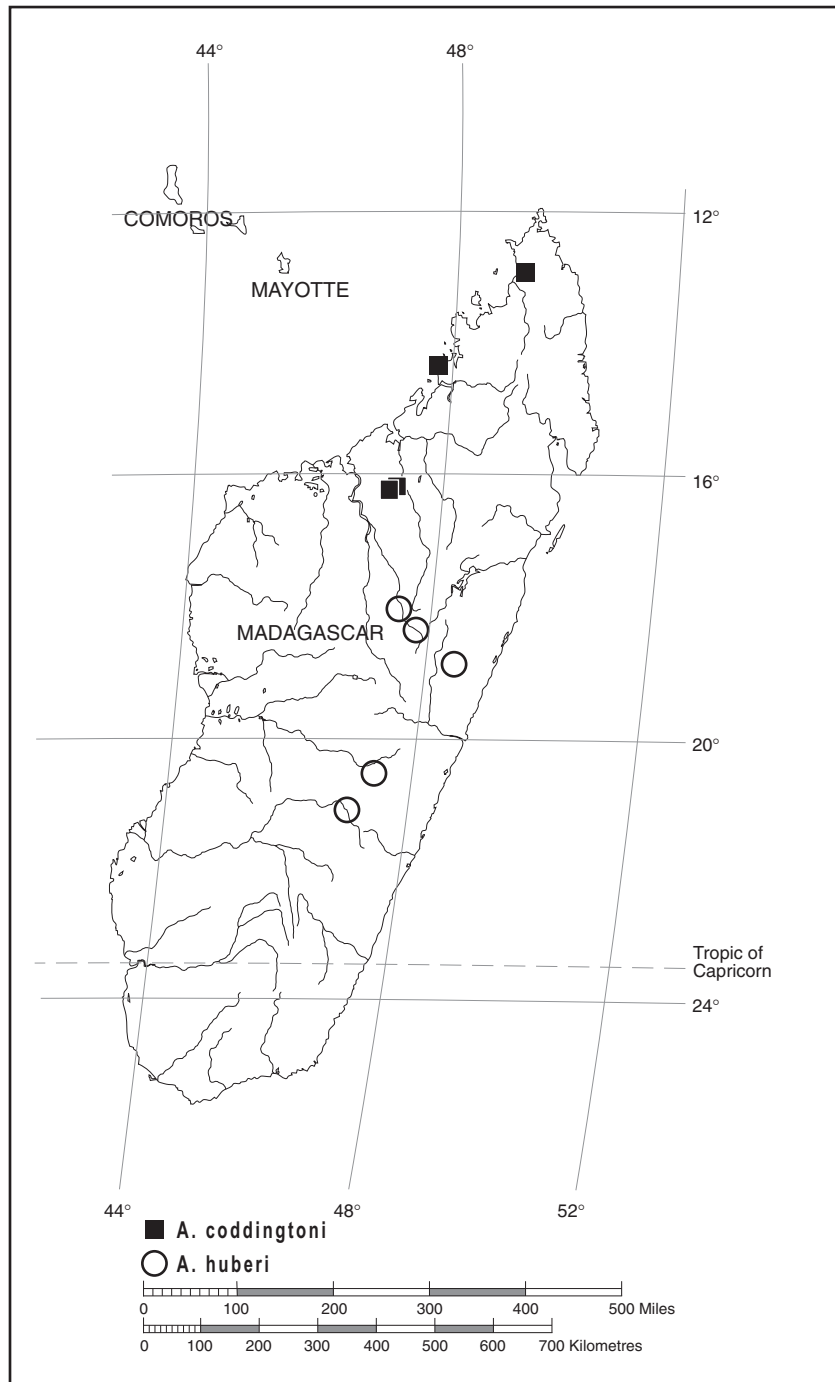 44° 48°
12°
COMOROS
MAYOTTE
16°
MADAGASCAR
20°
Tropic of
Capricorn
24°
44° 48° 52°
A. coddingtoni
A. huberi
0 100 200 300 400 500 Miles
0 100 200 300 400 500 600 700 Kilometres